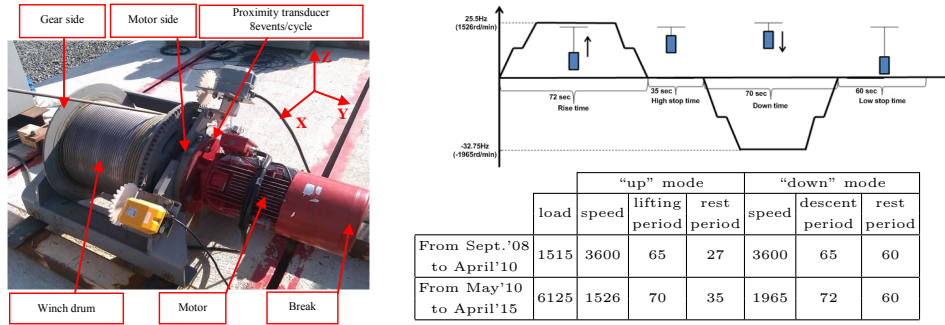 Gear side
Motor side
Proximity transducer
8events/cycle
Z
X
Y
Winch drum
Motor
Break
25.5Hz
(1526rd/min)
72 sec
Rise time
35 sec
High stop time
70 sec
Down time
60 sec
Low stop time
-32.75Hz
(-1965rd/min)
“up” mode “down” mode
load speed lifting period rest period speed descent period rest period
From Sept.'08 to April'10 1515 3600 65 27 3600 65 60
From May'10 to April'15 6125 1526 70 35 1965 72 60